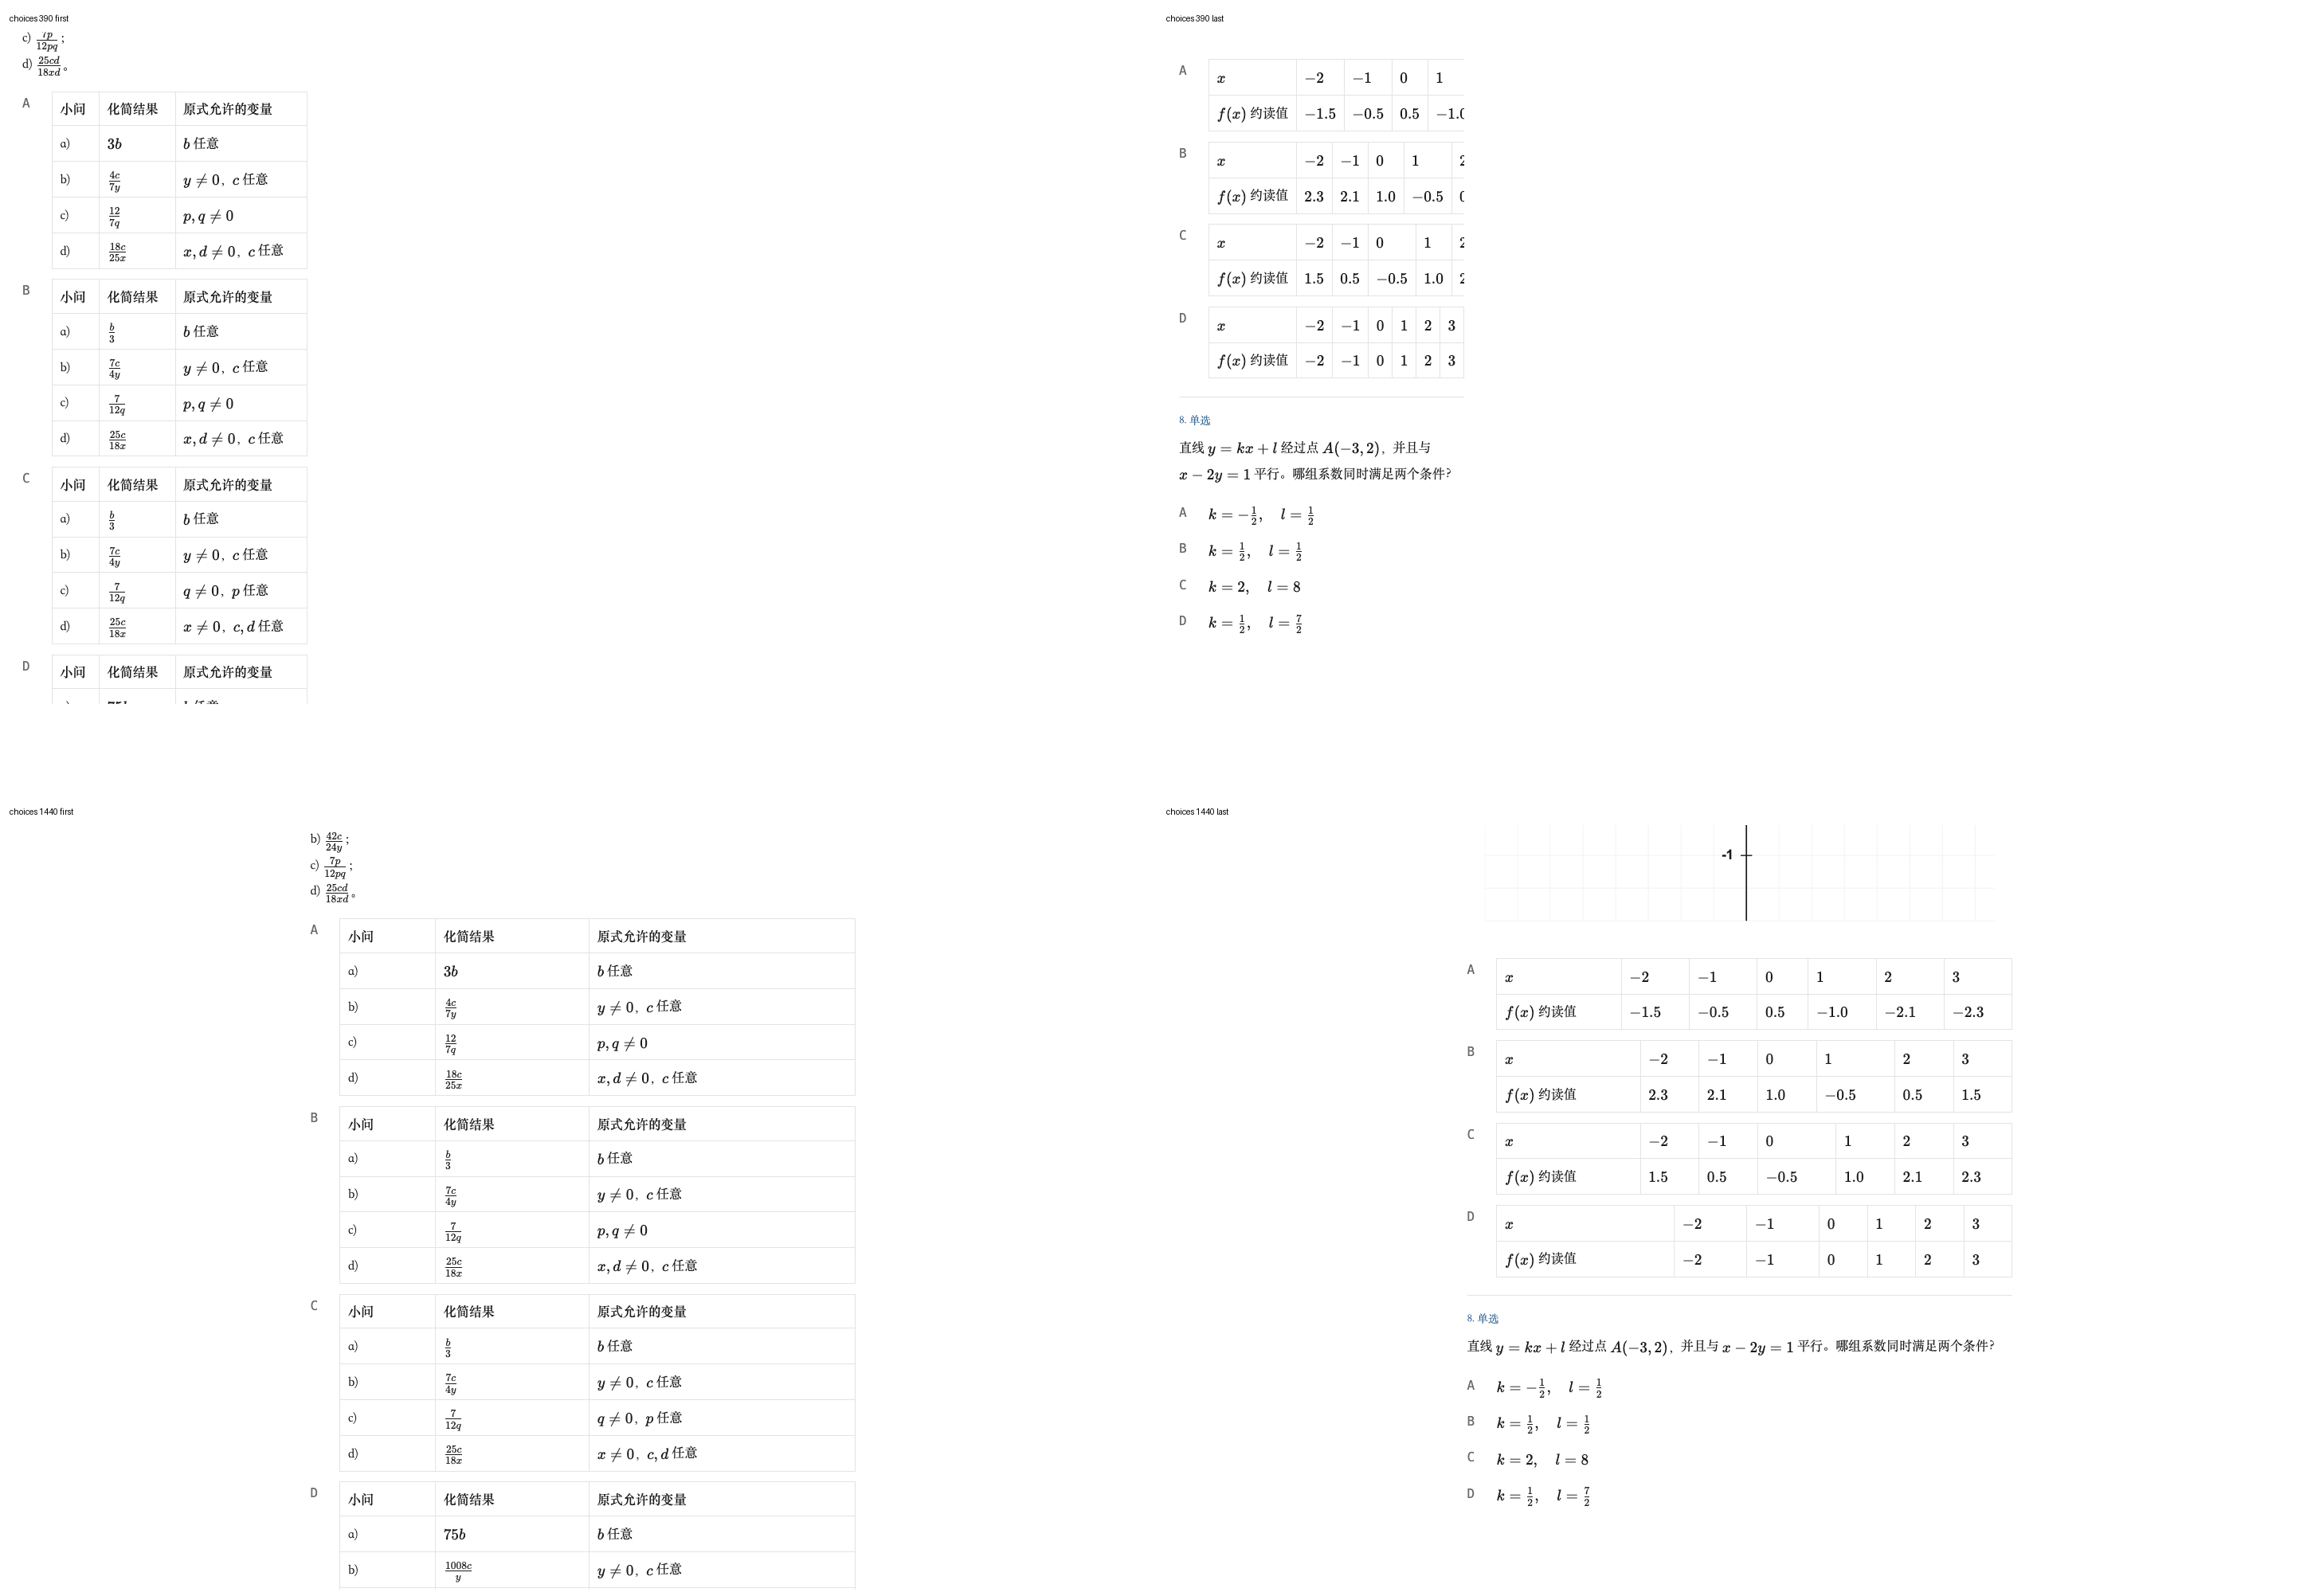 choices 390 first
c) 7p/12pq ;
d) 25cd/18xd 。
A
小问 化简结果 原式允许的变量
a) 3b b 任意
b) 4c/7y y ≠ 0，c 任意
c) 12/7q p, q ≠ 0
d) 18c/25x x, d ≠ 0，c 任意
B
小问 化简结果 原式允许的变量
a) b/3 b 任意
b) 7c/4y y ≠ 0，c 任意
c) 7/12q p, q ≠ 0
d) 25c/18x x, d ≠ 0，c 任意
C
小问 化简结果 原式允许的变量
a) b/3 b 任意
b) 7c/4y y ≠ 0，c 任意
c) 7/12q q ≠ 0，p 任意
d) 25c/18x x ≠ 0，c, d 任意
D
小问 化简结果 原式允许的变量
choices 390 last
A
x −2 −1 0 1
f(x) 约读值 −1.5 −0.5 0.5 −1.0
B
x −2 −1 0 1 2
f(x) 约读值 2.3 2.1 1.0 −0.5
C
x −2 −1 0 1 2
f(x) 约读值 1.5 0.5 −0.5 1.0 2
D
x −2 −1 0 1 2 3
f(x) 约读值 −2 −1 0 1 2 3
8. 单选
直线 y = kx + l 经过点 A(−3, 2)，并且与
x − 2y = 1 平行。哪组系数同时满足两个条件?
A k = −1/2, l = 1/2
B k = 1/2, l = 1/2
C k = 2, l = 8
D k = 1/2, l = 7/2
choices 1440 first
b) 42c/24y ;
c) 7p/12pq ;
d) 25cd/18xd 。
A
小问 化简结果 原式允许的变量
a) 3b b 任意
b) 4c/7y y ≠ 0，c 任意
c) 12/7q p, q ≠ 0
d) 18c/25x x, d ≠ 0，c 任意
B
小问 化简结果 原式允许的变量
a) b/3 b 任意
b) 7c/4y y ≠ 0，c 任意
c) 7/12q p, q ≠ 0
d) 25c/18x x, d ≠ 0，c 任意
C
小问 化简结果 原式允许的变量
a) b/3 b 任意
b) 7c/4y y ≠ 0，c 任意
c) 7/12q q ≠ 0，p 任意
d) 25c/18x x ≠ 0，c, d 任意
D
小问 化简结果 原式允许的变量
a) 75b b 任意
b) 1008c/y y ≠ 0，c 任意
choices 1440 last
-1
A
x −2 −1 0 1 2 3
f(x) 约读值 −1.5 −0.5 0.5 −1.0 −2.1 −2.3
B
x −2 −1 0 1 2 3
f(x) 约读值 2.3 2.1 1.0 −0.5 0.5 1.5
C
x −2 −1 0 1 2 3
f(x) 约读值 1.5 0.5 −0.5 1.0 2.1 2.3
D
x −2 −1 0 1 2 3
f(x) 约读值 −2 −1 0 1 2 3
8. 单选
直线 y = kx + l 经过点 A(−3, 2)，并且与 x − 2y = 1 平行。哪组系数同时满足两个条件?
A k = −1/2, l = 1/2
B k = 1/2, l = 1/2
C k = 2, l = 8
D k = 1/2, l = 7/2